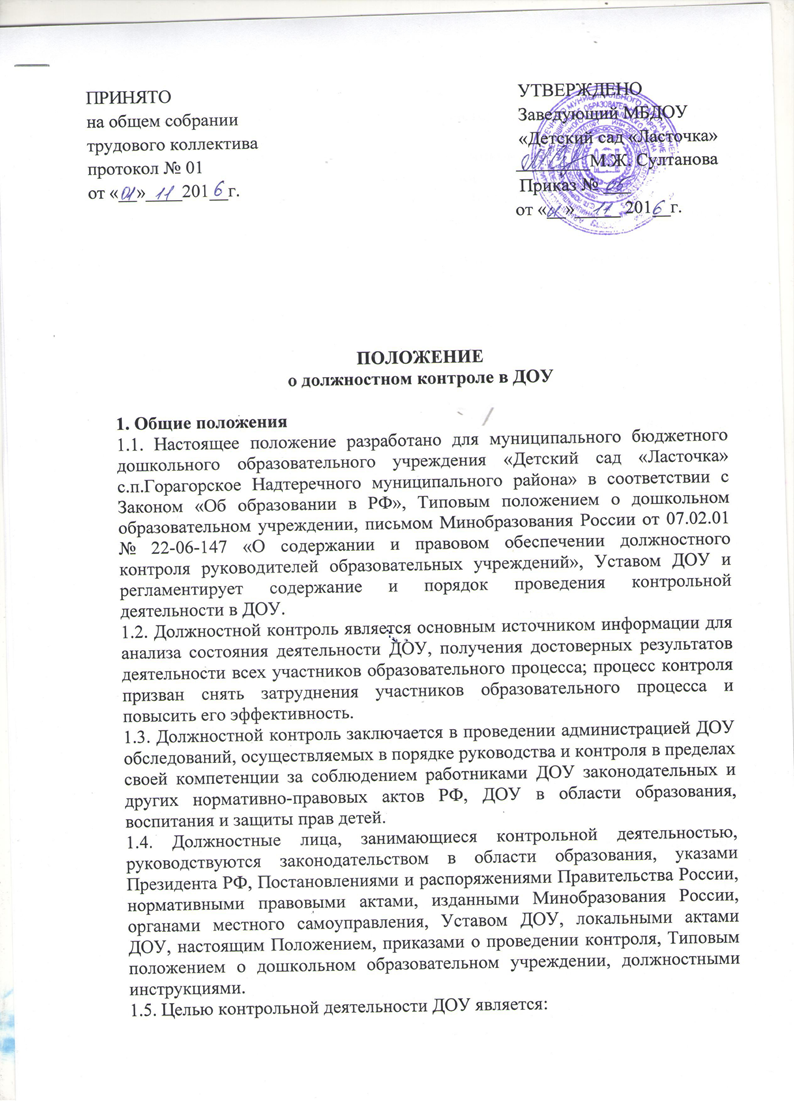 ПРИНЯТО
на общем собрании
трудового коллектива
протокол № 01
от «01» 11 2016г.
УТВЕРЖДЕНО
Заведующий МБДОУ
«Детский сад «Ласточка»
М.Ж. Султанова
Приказ № 06
от «01» 11 2016г.
ПОЛОЖЕНИЕ
о должностном контроле в ДОУ
1. Общие положения
1.1. Настоящее положение разработано для муниципального бюджетного
дошкольного образовательного учреждения «Детский сад «Ласточка»
с.п.Горагорское Надтеречного муниципального района» в соответствии с
Законом «Об образовании в РФ», Типовым положением о дошкольном
образовательном учреждении, письмом Минобразования России от 07.02.01
№ 22-06-147 «О содержании и правовом обеспечении должностного
контроля руководителей образовательных учреждений», Уставом ДОУ и
регламентирует содержание и порядок проведения контрольной
деятельности в ДОУ.
1.2. Должностной контроль является основным источником информации для
анализа состояния деятельности ДОУ, получения достоверных результатов
деятельности всех участников образовательного процесса; процесс контроля
призван снять затруднения участников образовательного процесса и
повысить его эффективность.
1.3. Должностной контроль заключается в проведении администрацией ДОУ
обследований, осуществляемых в порядке руководства и контроля в пределах
своей компетенции за соблюдением работниками ДОУ законодательных и
других нормативно-правовых актов РФ, ДОУ в области образования,
воспитания и защиты прав детей.
1.4. Должностные лица, занимающиеся контрольной деятельностью,
руководствуются законодательством в области образования, указами
Президента РФ, Постановлениями и распоряжениями Правительства России,
нормативными правовыми актами, изданными Минобразования России,
органами местного самоуправления, Уставом ДОУ, локальными актами
ДОУ, настоящим Положением, приказами о проведении контроля, Типовым
положением о дошкольном образовательном учреждении, должностными
инструкциями.
1.5. Целью контрольной деятельности ДОУ является: